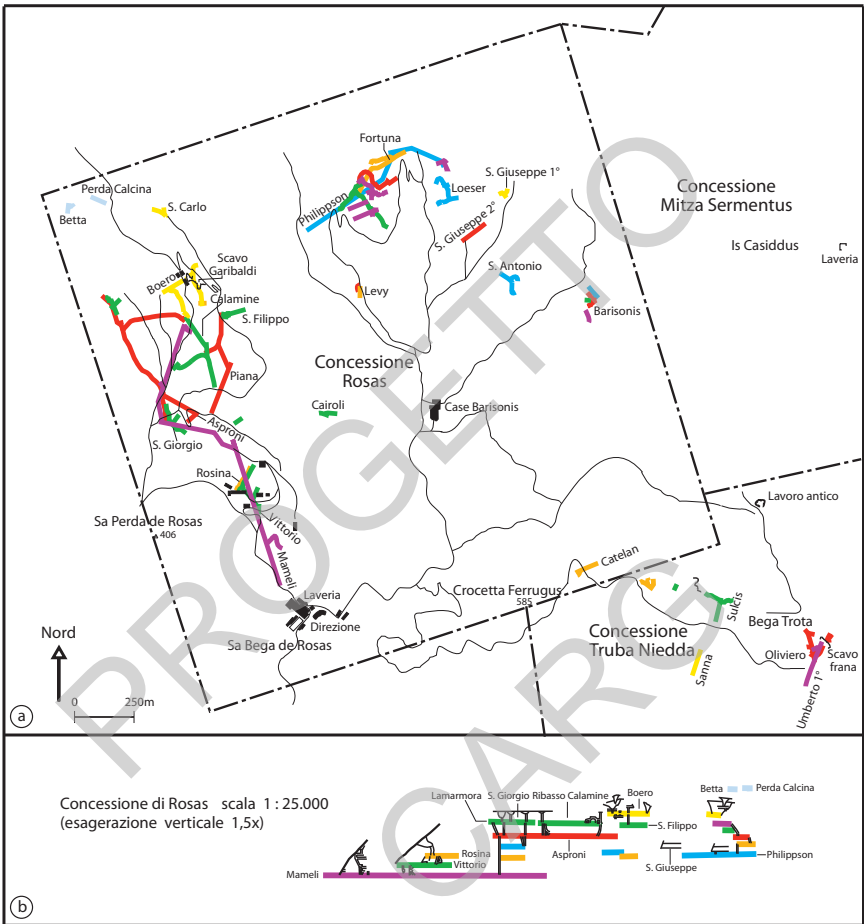 Fortuna
S. Giuseppe 1°
Perda Calcina
Betta
S. Carlo
Philippson
Loeser
S. Giuseppe 2°
Concessione
Mitza Sermentus
Is Casiddus
Laveria
Scavo
Garibaldi
Boero
Calamine
S. Filippo
Levy
S. Antonio
Barisonis
Piana
Concessione
Rosas
Cairoli
Case Barisonis
Asproni
S. Giorgio
Rosina
Sa Perda de Rosas
406
Vittorio
Mameli
Lavoro antico
Catelan
Laveria
Direzione
Sa Bega de Rosas
Crocetta Ferrugus
585
Concessione
Truba Niedda
Sulcis
Bega Trota
Sanna
Oliviero
Scavo
frana
Umberto 1°
Nord
0 250m
a
PROGETTO
CARG
Concessione di Rosas scala 1 : 25.000
(esagerazione verticale 1,5x)
Lamarmora
S. Giorgio Ribasso Calamine
Boero
Betta
Perda Calcina
S. Filippo
Rosina
Vittorio
Asproni
S. Giuseppe
Philippson
Mameli
b